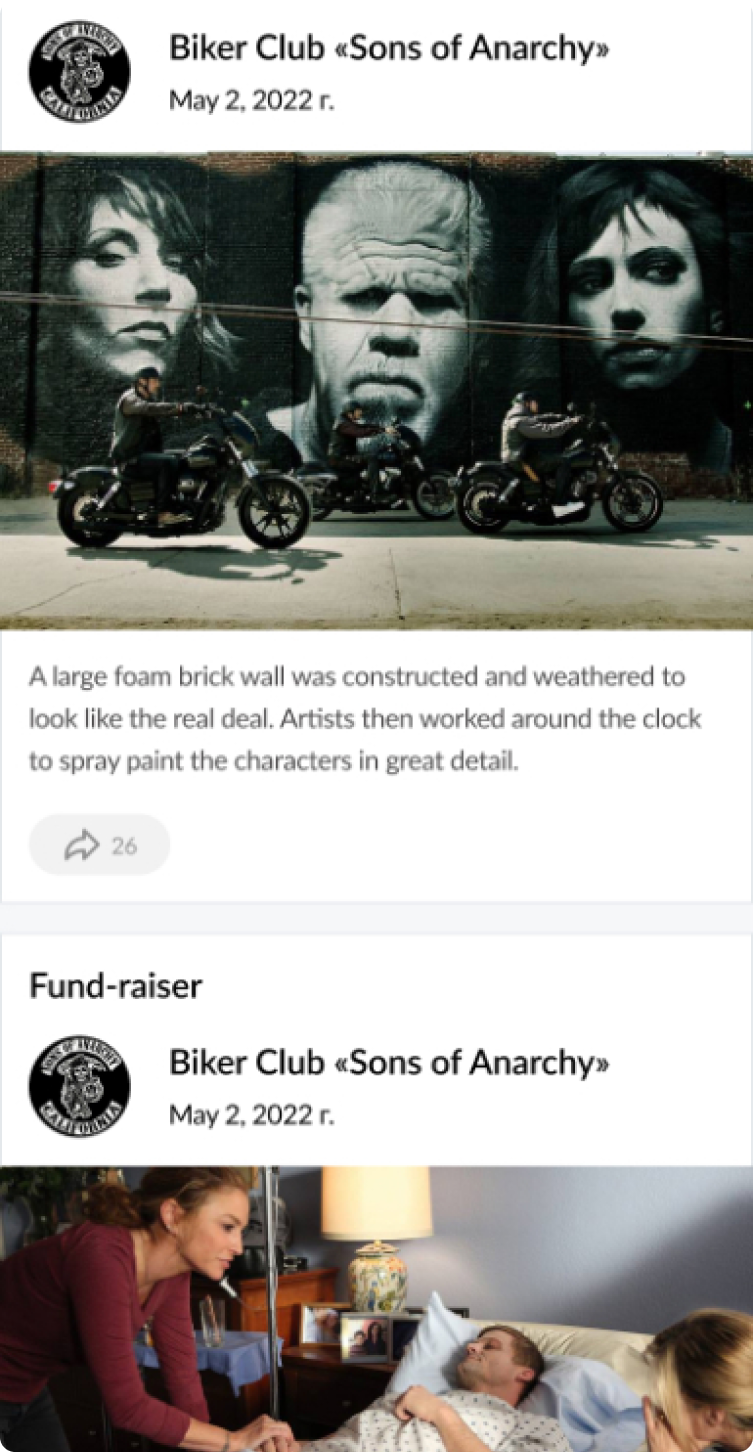 SONS OF ANARCHY
CALIFORNIA
Biker Club «Sons of Anarchy»
May 2, 2022 г.
A large foam brick wall was constructed and weathered to
look like the real deal. Artists then worked around the clock
to spray paint the characters in great detail.
26
Fund-raiser
SONS OF ANARCHY
CALIFORNIA
Biker Club «Sons of Anarchy»
May 2, 2022 г.